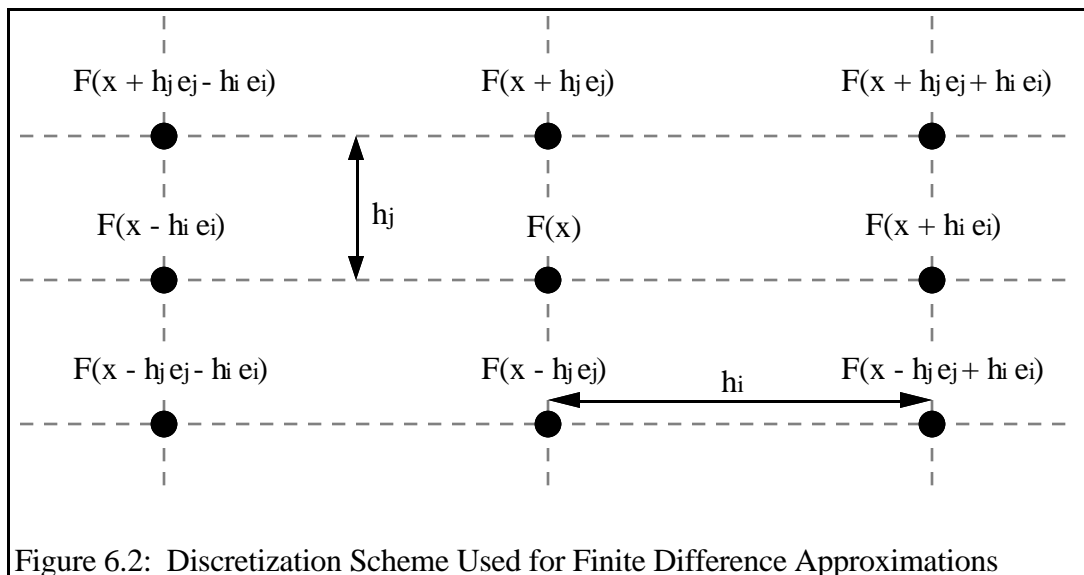 F(x + hj ej - hi ei) F(x + hj ej) F(x + hj ej + hi ei)
hj
F(x - hi ei) F(x) F(x + hi ei)
F(x - hj ej - hi ei) F(x - hj ej) F(x - hj ej + hi ei)
hi
Figure 6.2: Discretization Scheme Used for Finite Difference Approximations